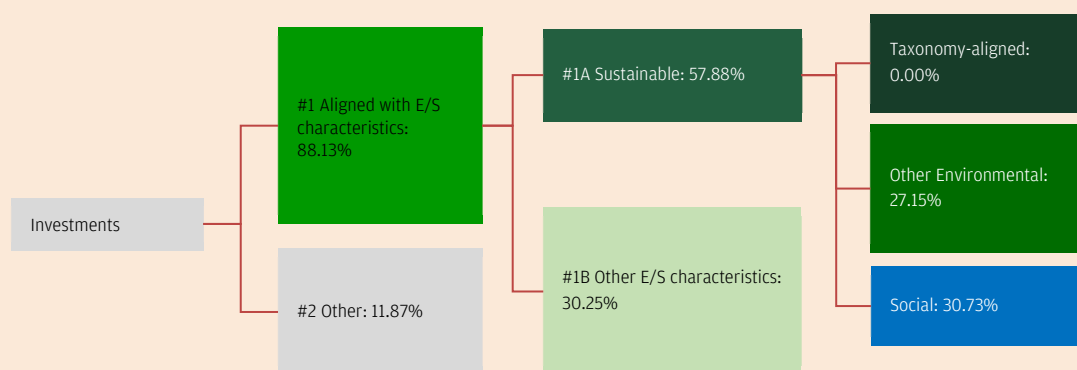 Investments
#1 Aligned with E/S
characteristics:
88.13%
#2 Other: 11.87%
#1A Sustainable: 57.88%
#1B Other E/S characteristics:
30.25%
Taxonomy-aligned:
0.00%
Other Environmental:
27.15%
Social: 30.73%